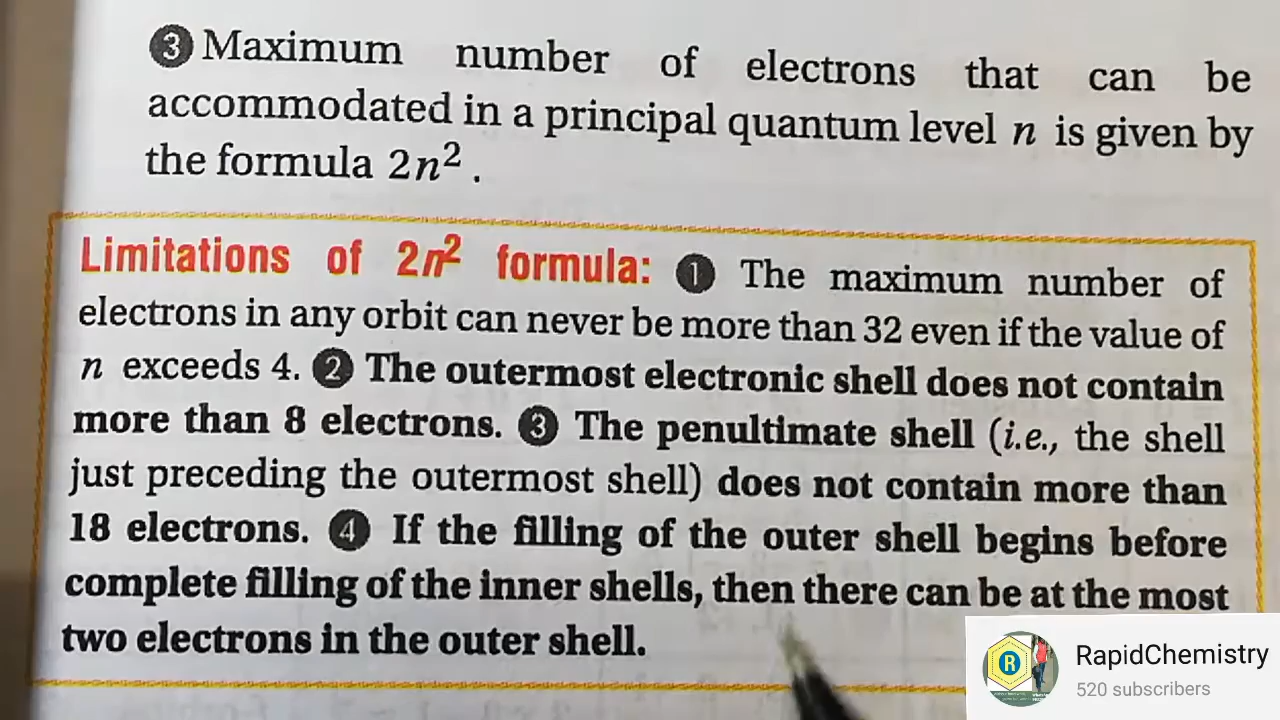 ❸ Maximum number of electrons that can be
accommodated in a principal quantum level n is given by
the formula 2n².
Limitations of 2n² formula: ❶ The maximum number of
electrons in any orbit can never be more than 32 even if the value of
n exceeds 4. ❷ The outermost electronic shell does not contain
more than 8 electrons. ❸ The penultimate shell (i.e., the shell
just preceding the outermost shell) does not contain more than
18 electrons. ❹ If the filling of the outer shell begins before
complete filling of the inner shells, then there can be at the most
two electrons in the outer shell.
R
RapidChemistry
520 subscribers